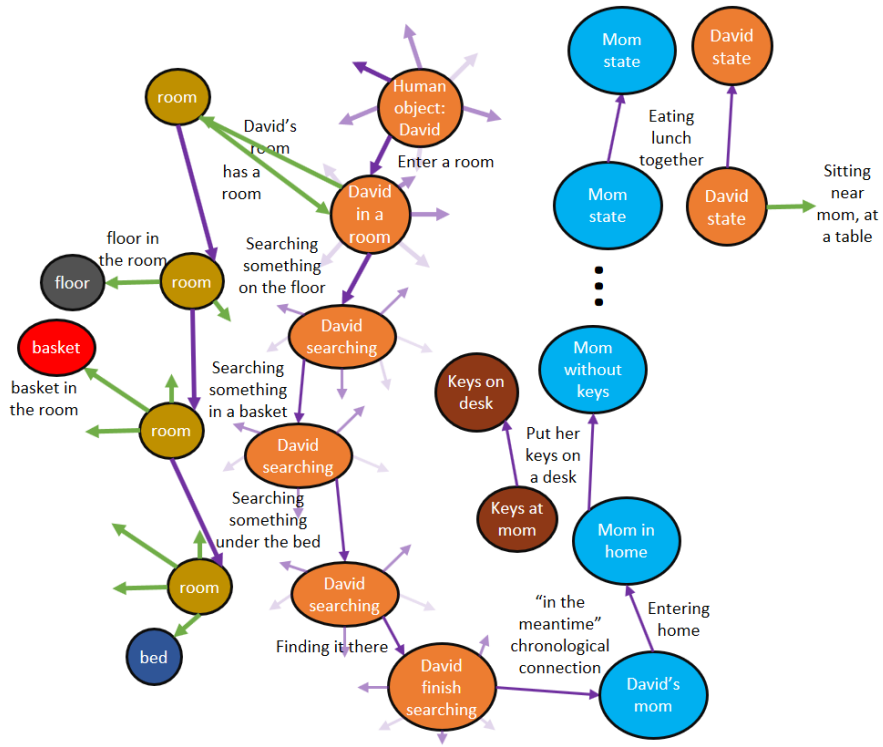 Mom
state
David
state
Human
object:
David
room
David's
room
has a
room
Enter a room
Eating
lunch
together
David
in a
room
Mom
state
David
state
Sitting
near
mom, at
a table
floor in
the room
Searching
something
on the floor
floor
room
basket
David
searching
Mom
without
keys
basket in
the room
Searching
something
in a basket
Keys on
desk
room
David
searching
Put her
keys on
a desk
Searching
something
under the bed
Keys at
mom
Mom in
home
room
David
searching
"in the
meantime"
chronological
connection
Entering
home
Finding it there
bed
David
finish
searching
David's
mom